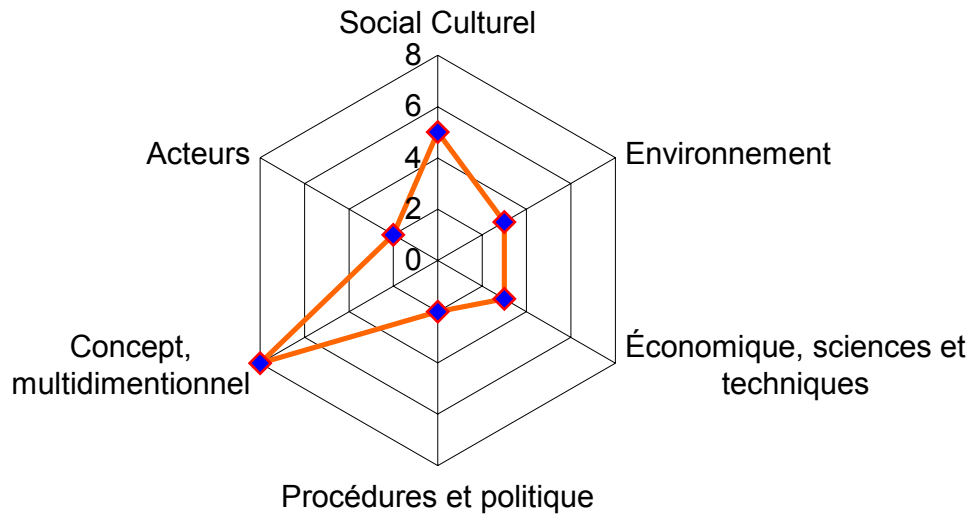 Social Culturel
8
6
Acteurs
Environnement
4
2
0
Concept,
multidimentionnel
Économique, sciences et
techniques
Procédures et politique